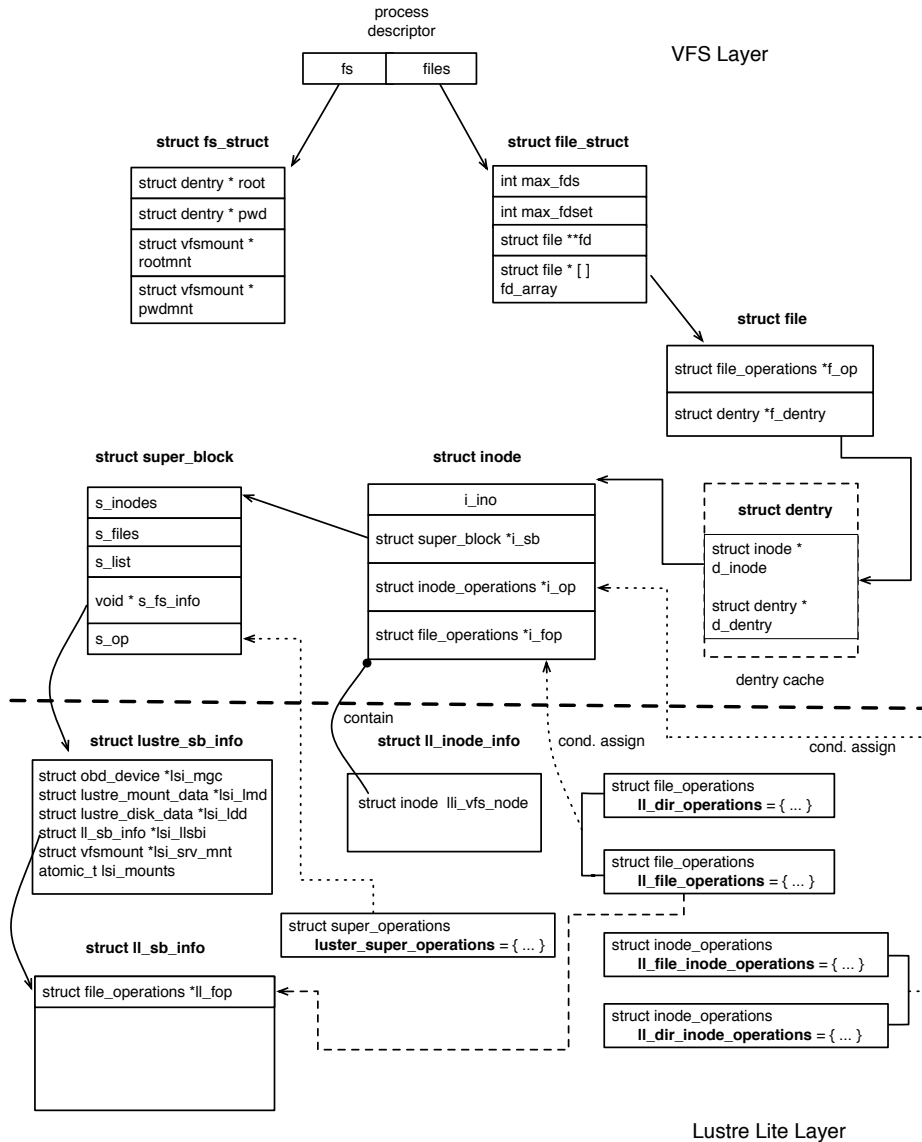 process
descriptor
VFS Layer
fs
files
struct fs_struct
struct dentry * root
struct dentry * pwd
struct vfsmount *
rootmnt
struct vfsmount *
pwdmnt
struct file_struct
int max_fds
int max_fdset
struct file **fd
struct file * [ ]
fd_array
struct file
struct file_operations *f_op
struct dentry *f_dentry
struct super_block
s_inodes
s_files
s_list
void * s_fs_info
s_op
struct inode
i_ino
struct super_block *i_sb
struct inode_operations *i_op
struct file_operations *i_fop
struct dentry
struct inode *
d_inode
struct dentry *
d_dentry
dentry cache
contain
cond. assign
cond. assign
struct lustre_sb_info
struct obd_device *lsi_mgc
struct lustre_mount_data *lsi_lmd
struct lustre_disk_data *lsi_ldd
struct ll_sb_info *lsi_llsbi
struct vfsmount *lsi_srv_mnt
atomic_t lsi_mounts
struct ll_inode_info
struct inode lli_vfs_node
struct file_operations
ll_dir_operations = { ... }
struct file_operations
ll_file_operations = { ... }
struct super_operations
luster_super_operations = { ... }
struct inode_operations
ll_file_inode_operations = { ... }
struct inode_operations
ll_dir_inode_operations = { ... }
struct ll_sb_info
struct file_operations *ll_fop
Lustre Lite Layer